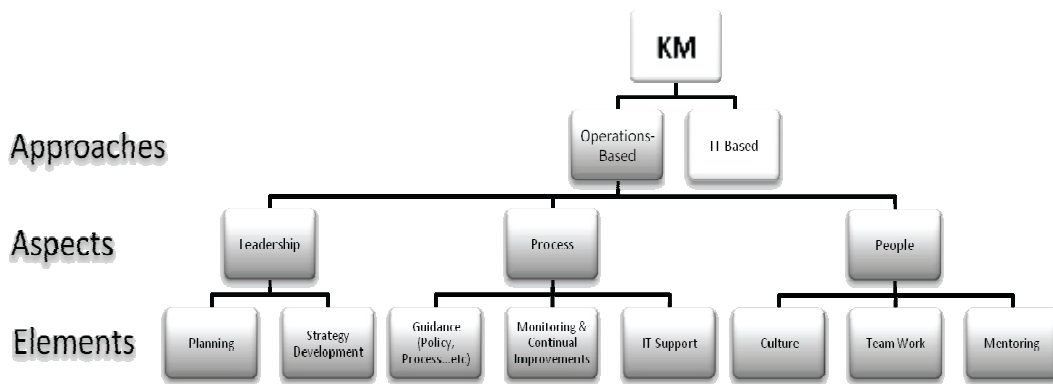 KM
Approaches
Operations-
Based
IT Based
Aspects
Leadership
Process
People
Elements
Planning
Strategy
Development
Guidance
(Policy,
Process...etc)
Monitoring &
Continual
Improvements
IT Support
Culture
Team Work
Mentoring